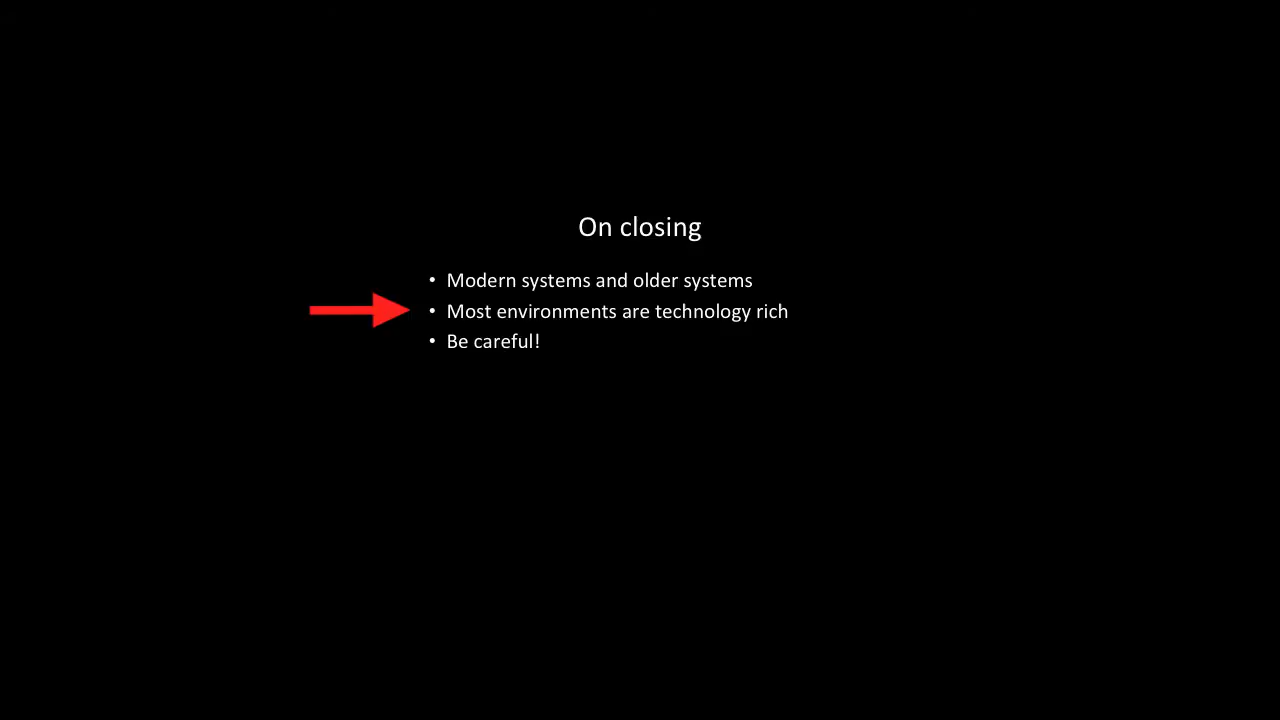 On closing
• Modern systems and older systems
• Most environments are technology rich
• Be careful!